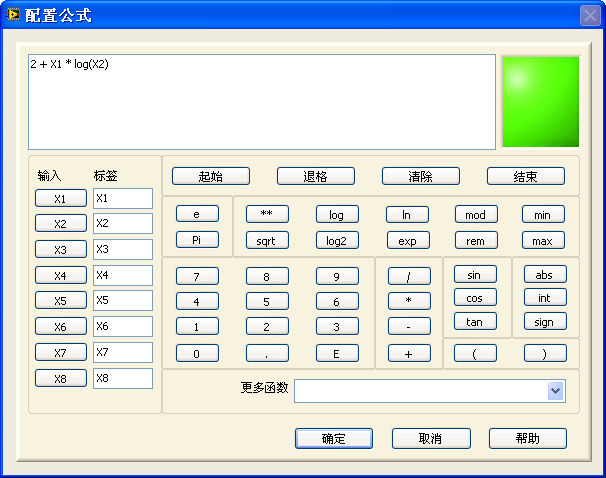 配置公式
2 + X1 * log(X2)
输入 标签 起始 退格 清除 结束
X1 X1
X2 X2
X3 X3
X4 X4
X5 X5
X6 X6
X7 X7
X8 X8
e ** log ln mod min
Pi sqrt log2 exp rem max
7 8 9 / sin abs
4 5 6 * cos int
1 2 3 - tan sign
0 . E + ( )
更多函数
确定 取消 帮助